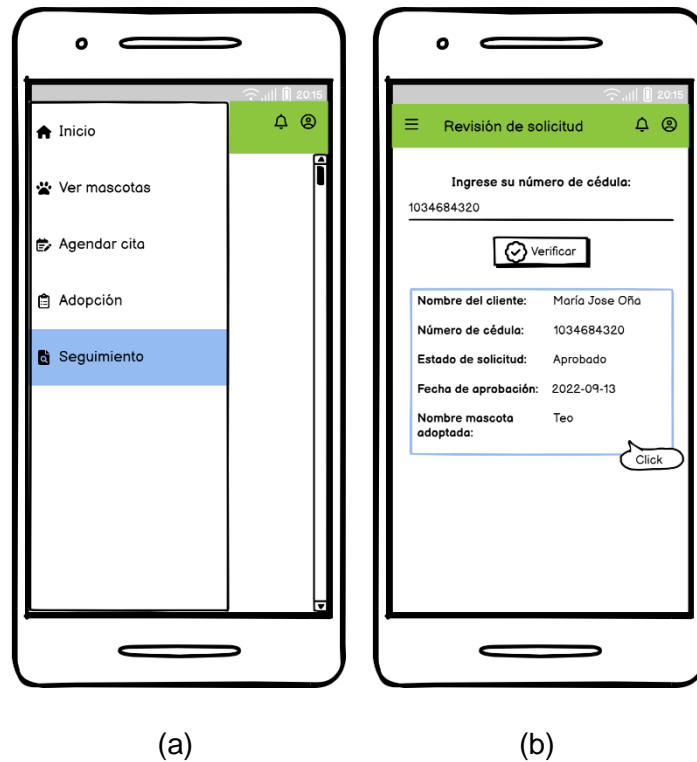 20:15
Inicio
Ver mascotas
Agendar cita
Adopción
Seguimiento
(a)
20:15
Revisión de solicitud
Ingrese su número de cédula:
1034684320
Verificar
Nombre del cliente: María Jose Oña
Número de cédula: 1034684320
Estado de solicitud: Aprobado
Fecha de aprobación: 2022-09-13
Nombre mascota Teo
adoptada:
Click
(b)